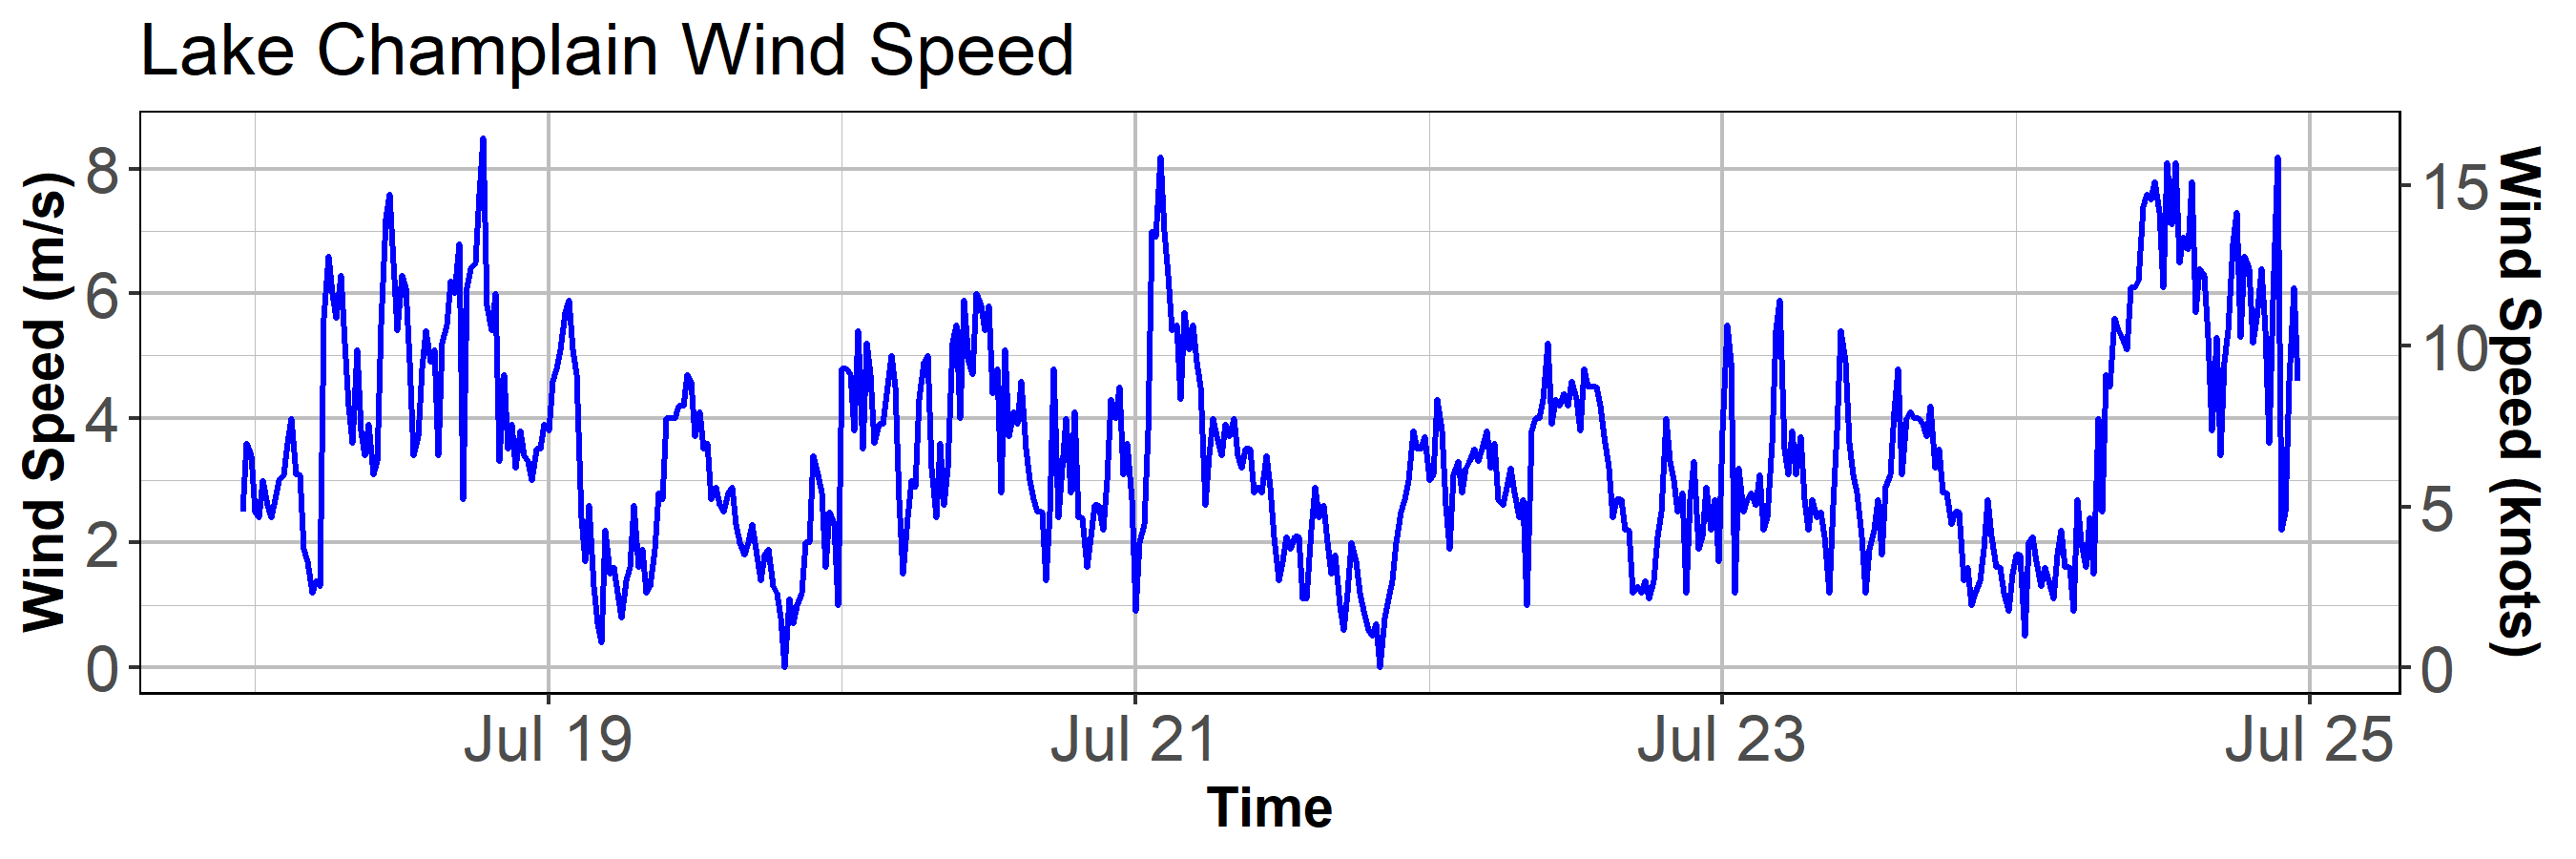 Lake Champlain Wind Speed
Wind Speed (m/s)
8
6
4
2
0
15
10
5
0
Wind Speed (knots)
Jul 19
Jul 21
Jul 23
Jul 25
Time